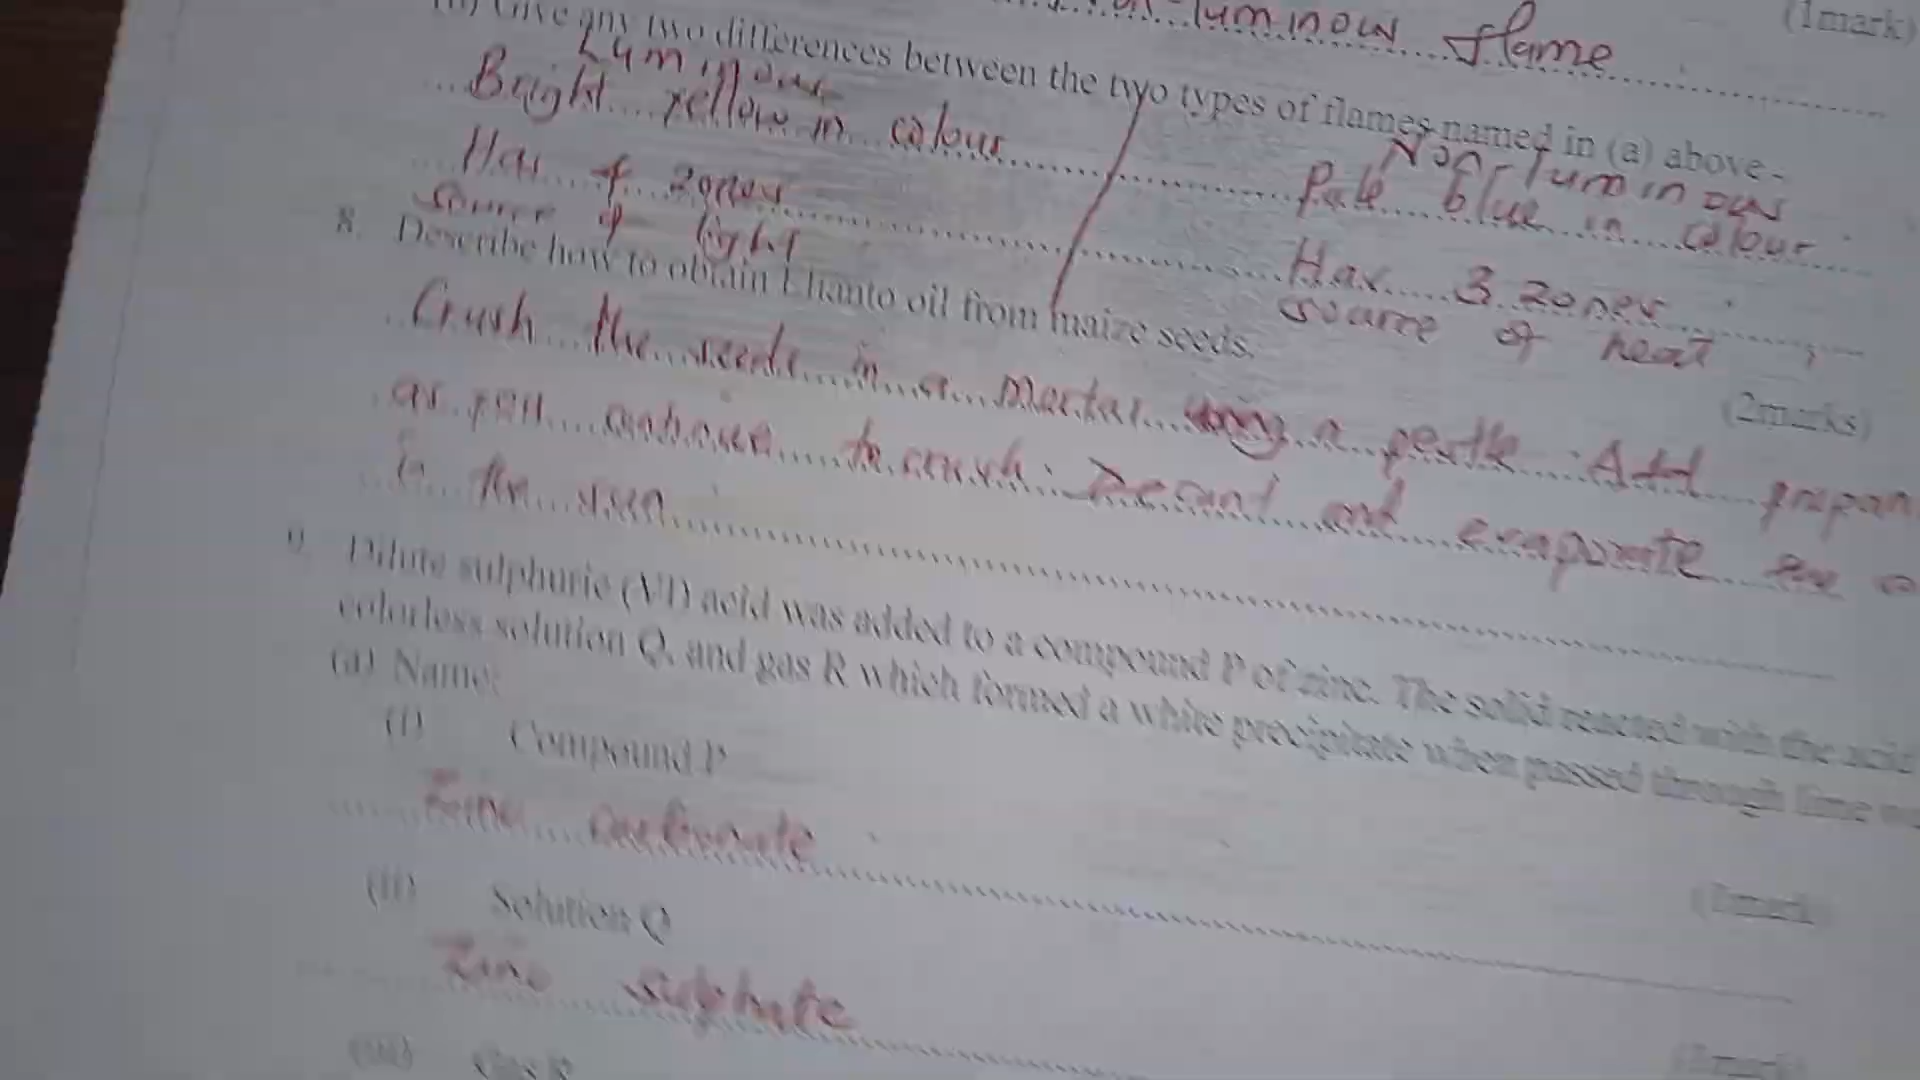 luminous flame
(1mark)
Give any two differences between the two types of flames named in (a) above -
Luminous
Non-luminous
Bright yellow in colour
Pale blue in colour
Has 4 zones
Has 3 zones
source of light
source of heat
8. Describe how to obtain oil from maize seeds.
(2marks)
Crush the seeds in a mortar using a pestle. Add
as you continue to crush. Decant and evaporate
in the sun
9. Dilute sulphuric (VI) acid was added to a compound P of zinc. The solid reacted with the acid
colorless solution Q, and gas R which formed a white precipitate when passed through lime
(a) Name:
(i) Compound P
Zinc carbonate
(1mark)
(ii) Solution Q
Zinc sulphate
(1mark)
(iii) Gas R